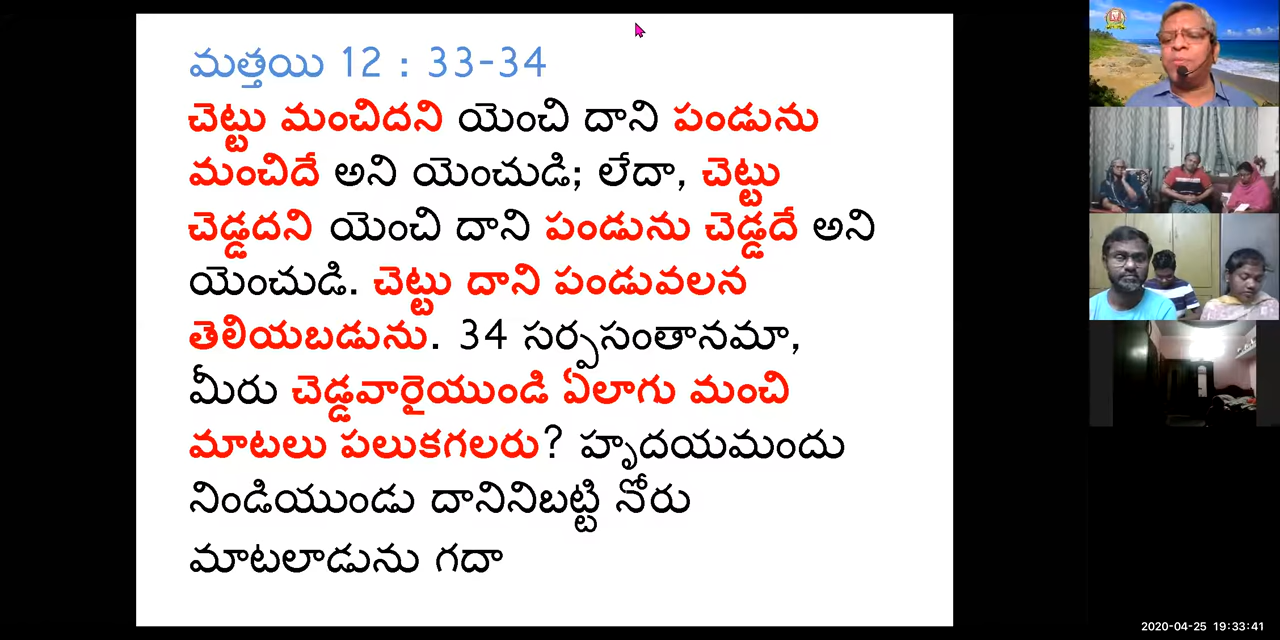 మత్తయి 12 : 33-34
చెట్టు మంచిదని యెంచి దాని పండును
మంచిదే అని యెంచుడి; లేదా, చెట్టు
చెడ్డదని యెంచి దాని పండును చెడ్డదే అని
యెంచుడి. చెట్టు దాని పండువలన
తెలియబడును. 34 సర్పసంతానమా,
మీరు చెడ్డవారైయుండి ఏలాగు మంచి
మాటలు పలుకగలరు? హృదయమందు
నిండియుండు దానినిబట్టి నోరు
మాటలాడును గదా
2020-04-25 19:33:41